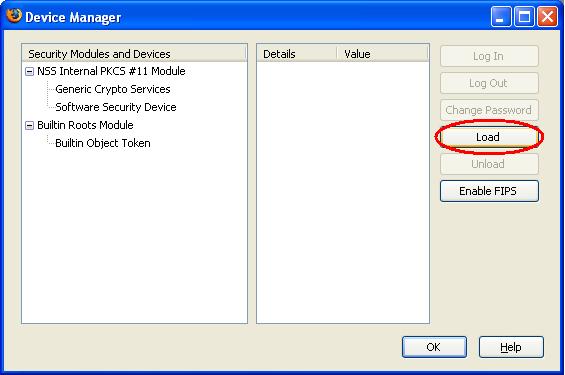 Device Manager
Security Modules and Devices
NSS Internal PKCS #11 Module
Generic Crypto Services
Software Security Device
Builtin Roots Module
Builtin Object Token
Details Value
Log In
Log Out
Change Password
Load
Unload
Enable FIPS
OK Help